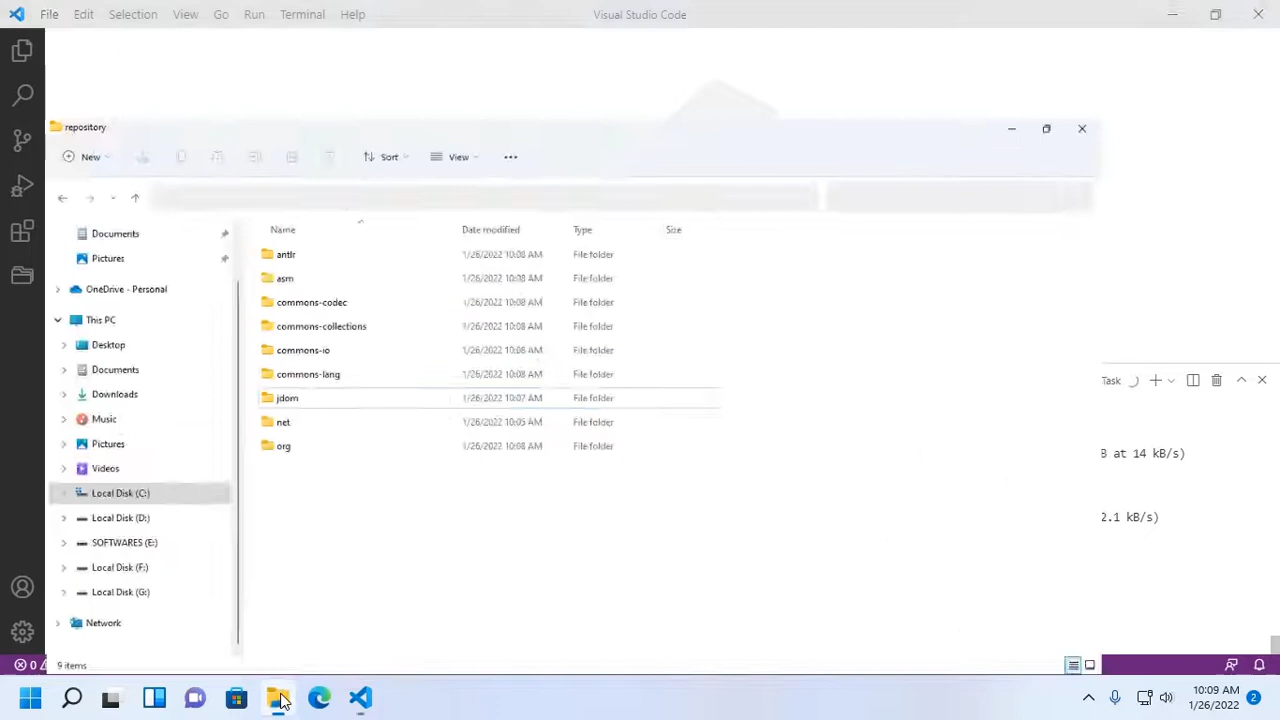 File Edit Selection View Go Run Terminal Help Visual Studio Code
repository
New Sort View
Name Date modified Type Size
Documents
Pictures
OneDrive - Personal
This PC
Desktop
Documents
Downloads
Music
Pictures
Videos
Local Disk (C:)
Local Disk (D:)
SOFTWARES (E:)
Local Disk (F:)
Local Disk (G:)
Network
antlr 1/26/2022 10:08 AM File folder
asm 1/26/2022 10:08 AM File folder
commons-codec 1/26/2022 10:08 AM File folder
commons-collections 1/26/2022 10:08 AM File folder
commons-io 1/26/2022 10:08 AM File folder
commons-lang 1/26/2022 10:08 AM File folder
jdom 1/26/2022 10:07 AM File folder
net 1/26/2022 10:05 AM File folder
org 1/26/2022 10:08 AM File folder
Task
B at 14 kB/s)
2.1 kB/s)
9 items
0
10:09 AM
1/26/2022
2